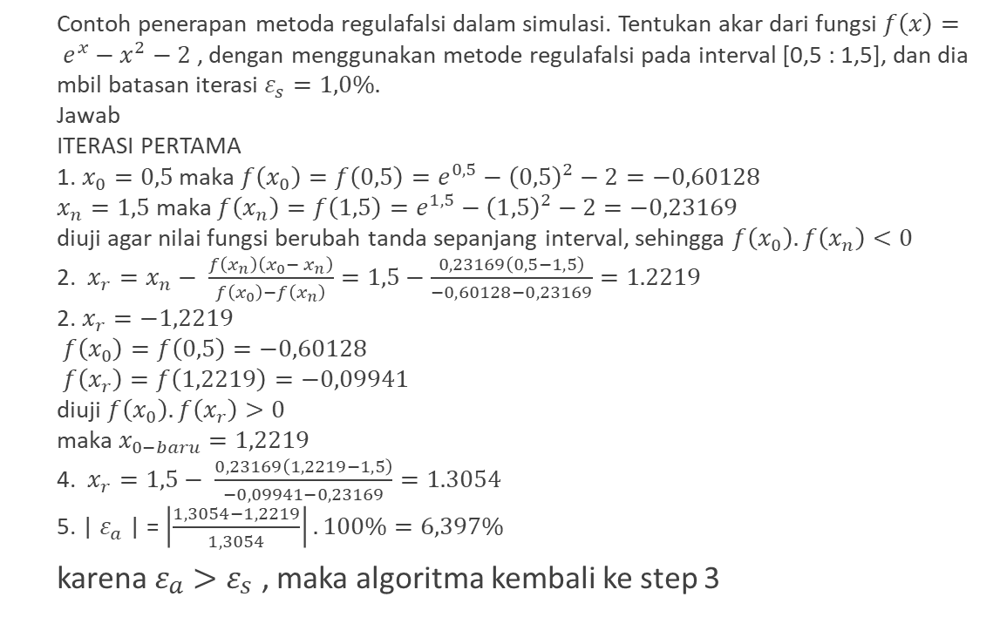 Contoh penerapan metoda regulafalsi dalam simulasi. Tentukan akar dari fungsi f(x) =
e^x − x^2 − 2 , dengan menggunakan metode regulafalsi pada interval [0,5 : 1,5], dan dia
mbil batasan iterasi ε_s = 1,0%.
Jawab
ITERASI PERTAMA
1. x_0 = 0,5 maka f(x_0) = f(0,5) = e^{0,5} − (0,5)^2 − 2 = −0,60128
x_n = 1,5 maka f(x_n) = f(1,5) = e^{1,5} − (1,5)^2 − 2 = −0,23169
diuji agar nilai fungsi berubah tanda sepanjang interval, sehingga f(x_0). f(x_n) < 0
2. x_r = x_n − \frac{f(x_n)(x_0− x_n)}{f(x_0)−f(x_n)} = 1,5 − \frac{0,23169(0,5−1,5)}{−0,60128−0,23169} = 1.2219
2. x_r = −1,2219
f(x_0) = f(0,5) = −0,60128
f(x_r) = f(1,2219) = −0,09941
diuji f(x_0). f(x_r) > 0
maka x_{0−baru} = 1,2219
4. x_r = 1,5 − \frac{0,23169(1,2219−1,5)}{−0,09941−0,23169} = 1.3054
5. | ε_a | = |\frac{1,3054−1,2219}{1,3054}| . 100% = 6,397%
karena ε_a > ε_s , maka algoritma kembali ke step 3